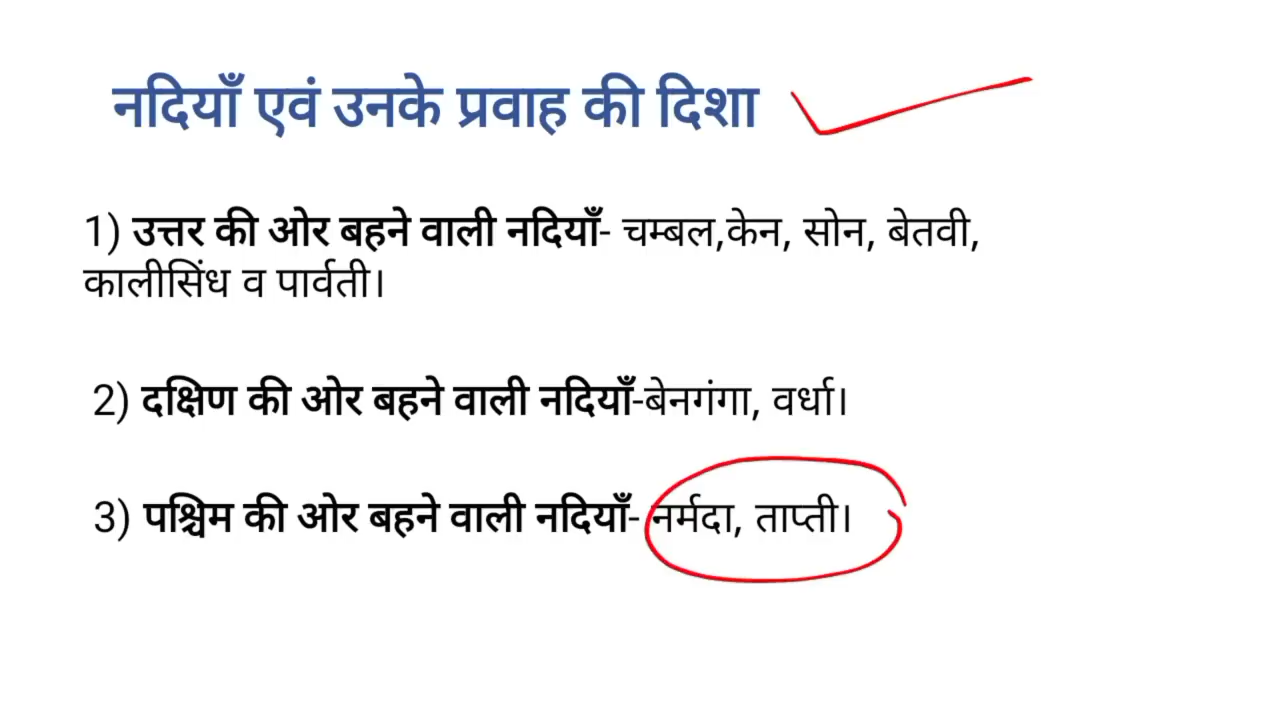 नदियाँ एवं उनके प्रवाह की दिशा
1) उत्तर की ओर बहने वाली नदियाँ- चम्बल,केन, सोन, बेतवी,
कालीसिंध व पार्वती।
2) दक्षिण की ओर बहने वाली नदियाँ-बेनगंगा, वर्धा।
3) पश्चिम की ओर बहने वाली नदियाँ- नर्मदा, ताप्ती।